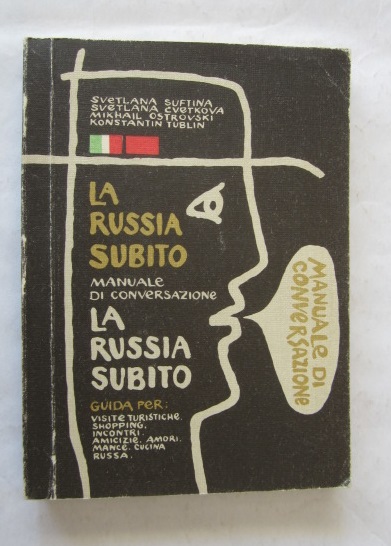 SVETLANA SUFTINA
SVETLANA CVETKOVA
MIKHAIL OSTROVSKI
KONSTANTIN TUBLIN
LA
RUSSIA
SUBITO
MANUALE
DI CONVERSAZIONE
LA
RUSSIA
SUBITO
GUIDA PER:
VISITE TURISTICHE.
SHOPPING.
INCONTRI.
AMICIZIE. AMORI.
MANCE. CUCINA
RUSSA.
MANUALE DI
CONVERSAZIONE